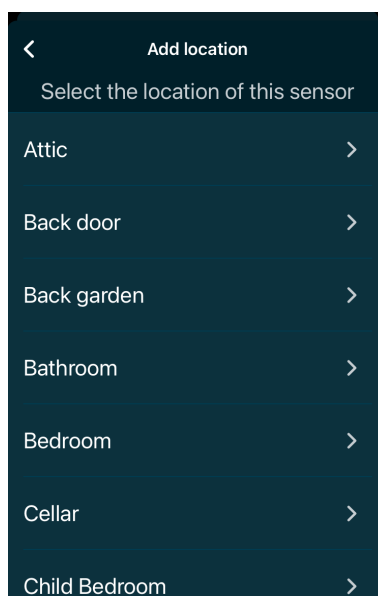 Add location
Select the location of this sensor
Attic
Back door
Back garden
Bathroom
Bedroom
Cellar
Child Bedroom